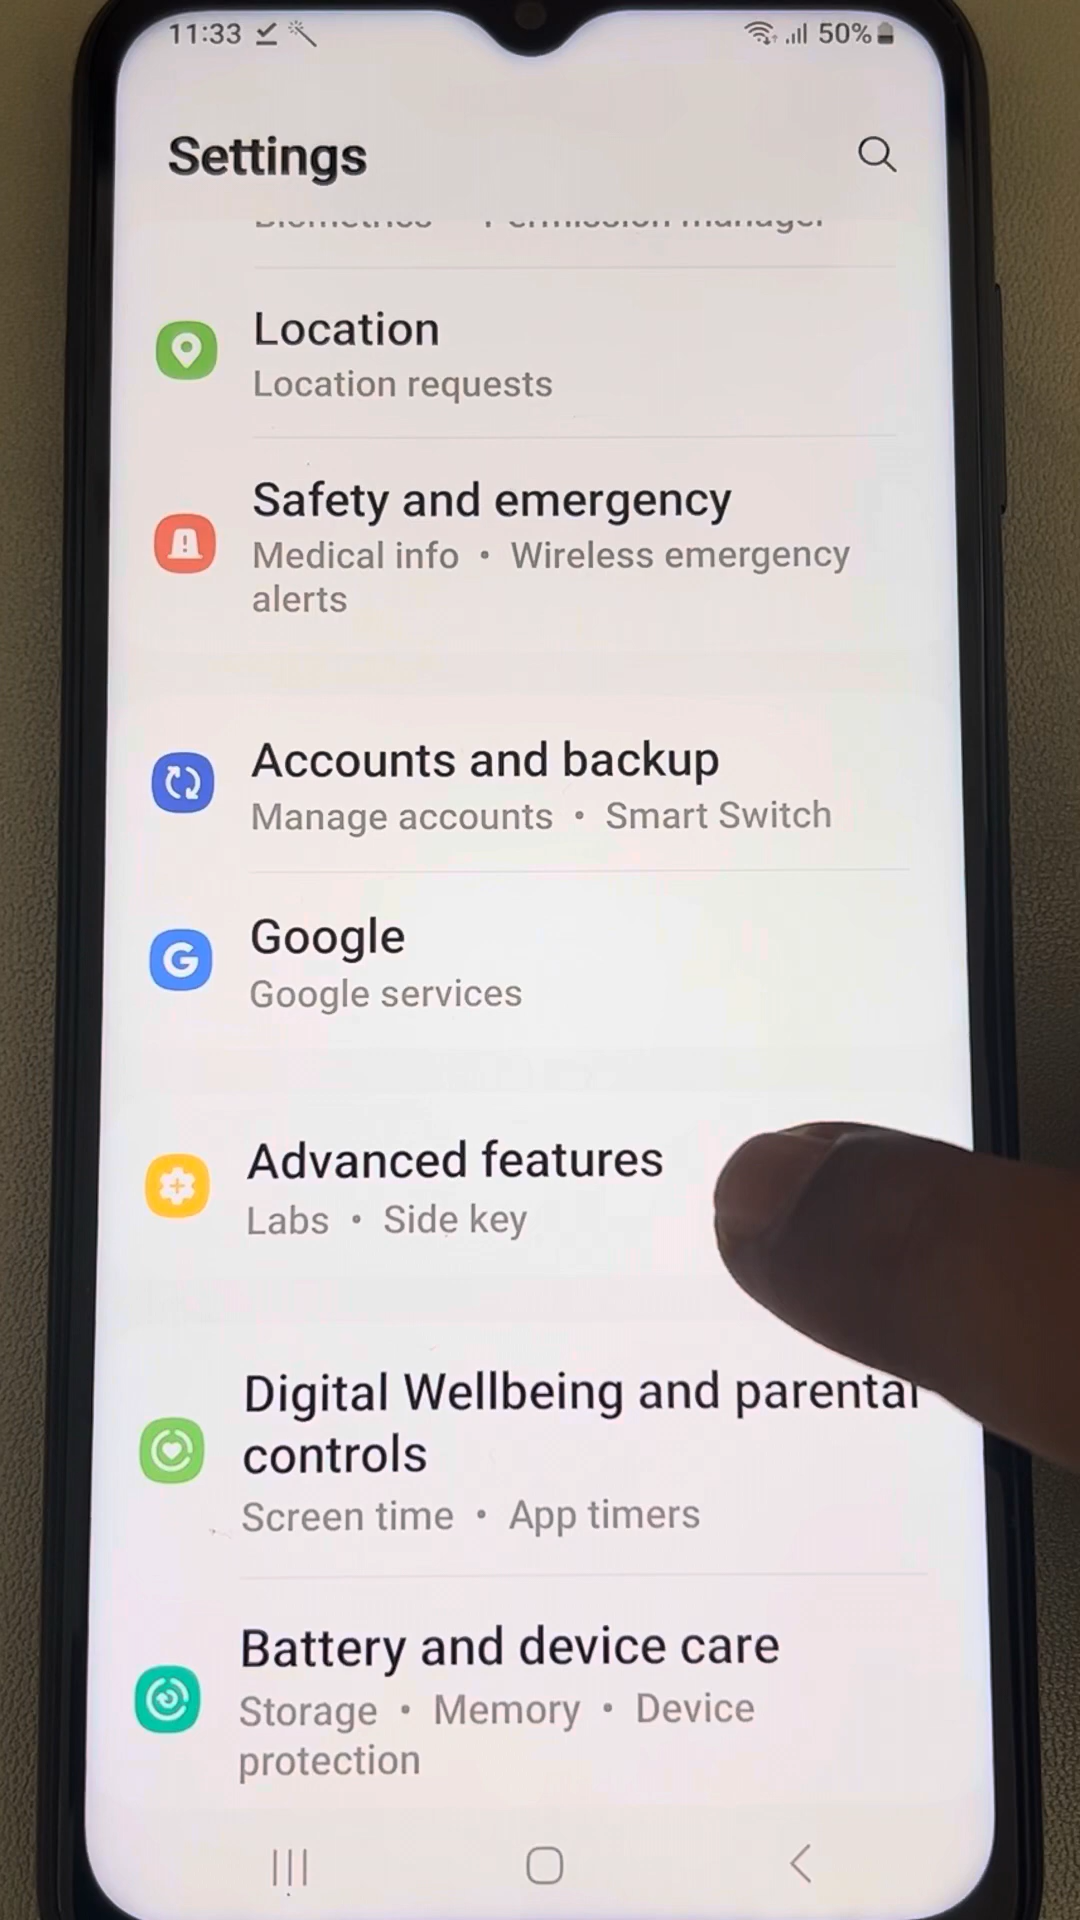 11:33
50%
Settings
Biometrics Permission manager
Location
Location requests
Safety and emergency
Medical info • Wireless emergency
alerts
Accounts and backup
Manage accounts • Smart Switch
G
Google
Google services
Advanced features
Labs • Side key
Digital Wellbeing and parental
controls
Screen time • App timers
Battery and device care
Storage • Memory • Device
protection